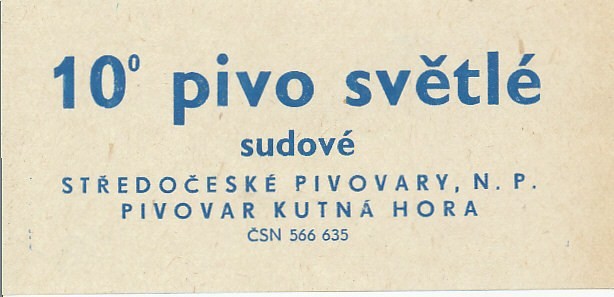 10° pivo světlé
sudové
STŘEDOČESKÉ PIVOVARY, N. P.
PIVOVAR KUTNÁ HORA
ČSN 566 635